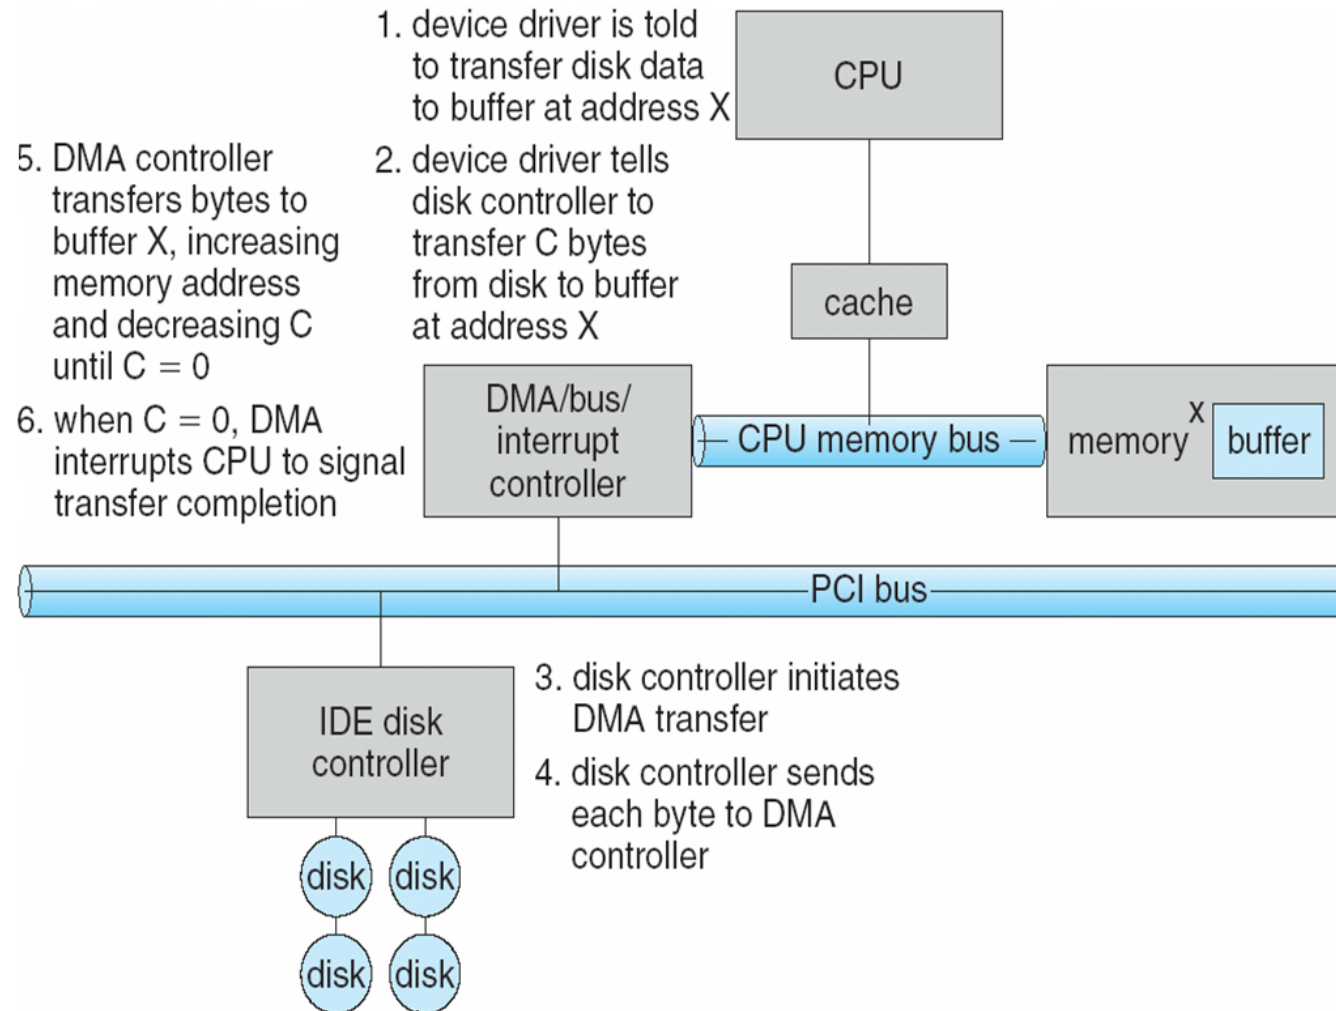 1. device driver is told
to transfer disk data
to buffer at address X
CPU
5. DMA controller
transfers bytes to
buffer X, increasing
memory address
and decreasing C
until C = 0
2. device driver tells
disk controller to
transfer C bytes
from disk to buffer
at address X
cache
6. when C = 0, DMA
interrupts CPU to signal
transfer completion
DMA/bus/
interrupt
controller
CPU memory bus
memory
X
buffer
PCI bus
IDE disk
controller
3. disk controller initiates
DMA transfer
4. disk controller sends
each byte to DMA
controller
disk
disk
disk
disk